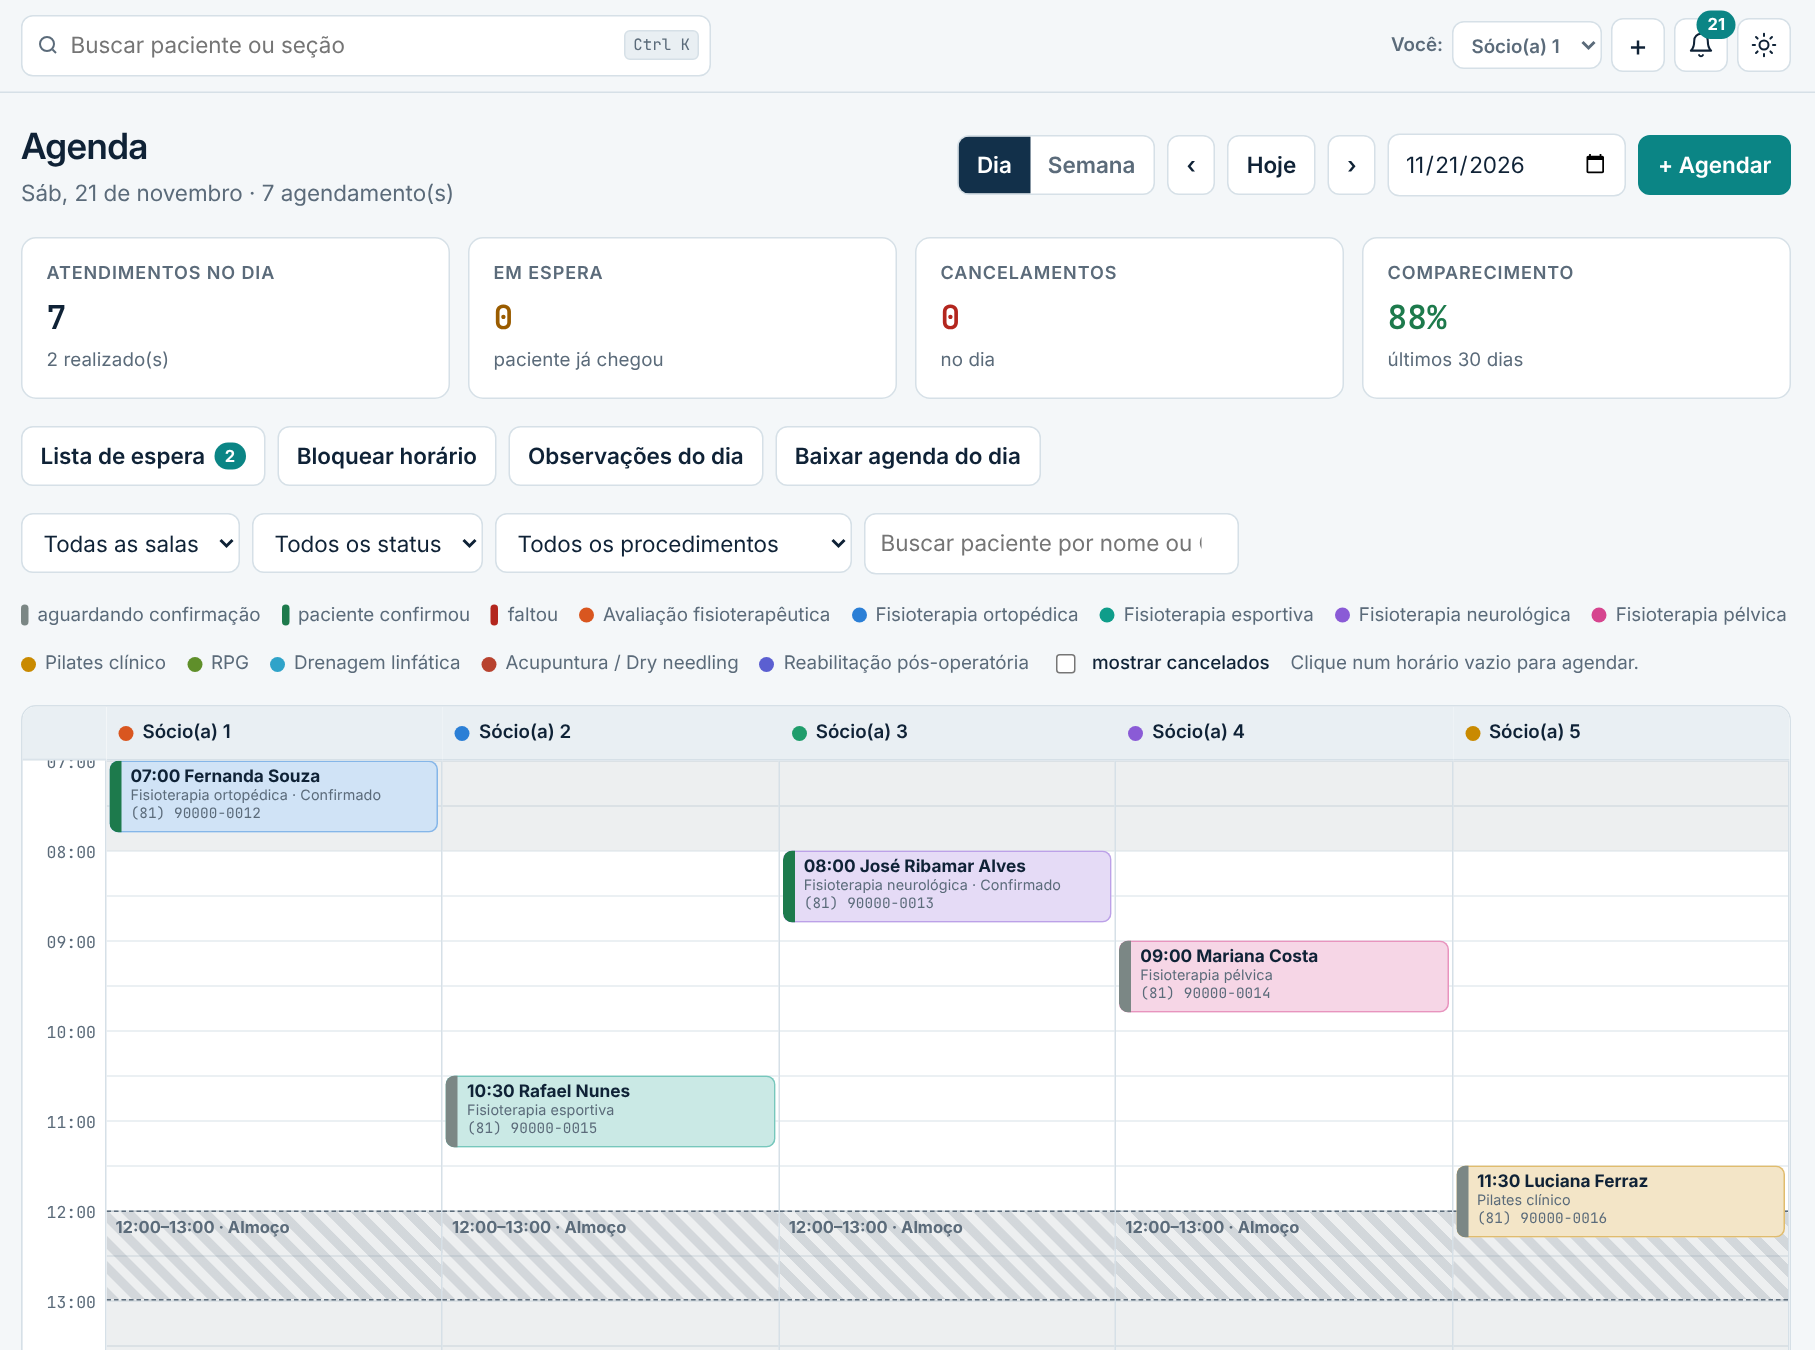 Buscar paciente ou seção
Ctrl K
Você:
Sócio(a) 1
+
21
Agenda
Sáb, 21 de novembro · 7 agendamento(s)
Dia
Semana
‹
Hoje
›
11/21/2026
+ Agendar
ATENDIMENTOS NO DIA
7
2 realizado(s)
EM ESPERA
0
paciente já chegou
CANCELAMENTOS
0
no dia
COMPARECIMENTO
88%
últimos 30 dias
Lista de espera 2
Bloquear horário
Observações do dia
Baixar agenda do dia
Todas as salas
Todos os status
Todos os procedimentos
Buscar paciente por nome ou
aguardando confirmação
paciente confirmou
faltou
Avaliação fisioterapêutica
Fisioterapia ortopédica
Fisioterapia esportiva
Fisioterapia neurológica
Fisioterapia pélvica
Pilates clínico
RPG
Drenagem linfática
Acupuntura / Dry needling
Reabilitação pós-operatória
mostrar cancelados
Clique num horário vazio para agendar.
Sócio(a) 1
Sócio(a) 2
Sócio(a) 3
Sócio(a) 4
Sócio(a) 5
07:00
07:00 Fernanda Souza
Fisioterapia ortopédica · Confirmado
(81) 90000-0012
08:00
08:00 José Ribamar Alves
Fisioterapia neurológica · Confirmado
(81) 90000-0013
09:00
09:00 Mariana Costa
Fisioterapia pélvica
(81) 90000-0014
10:00
10:30 Rafael Nunes
Fisioterapia esportiva
(81) 90000-0015
11:00
11:30 Luciana Ferraz
Pilates clínico
(81) 90000-0016
12:00
12:00–13:00 · Almoço
12:00–13:00 · Almoço
12:00–13:00 · Almoço
12:00–13:00 · Almoço
13:00